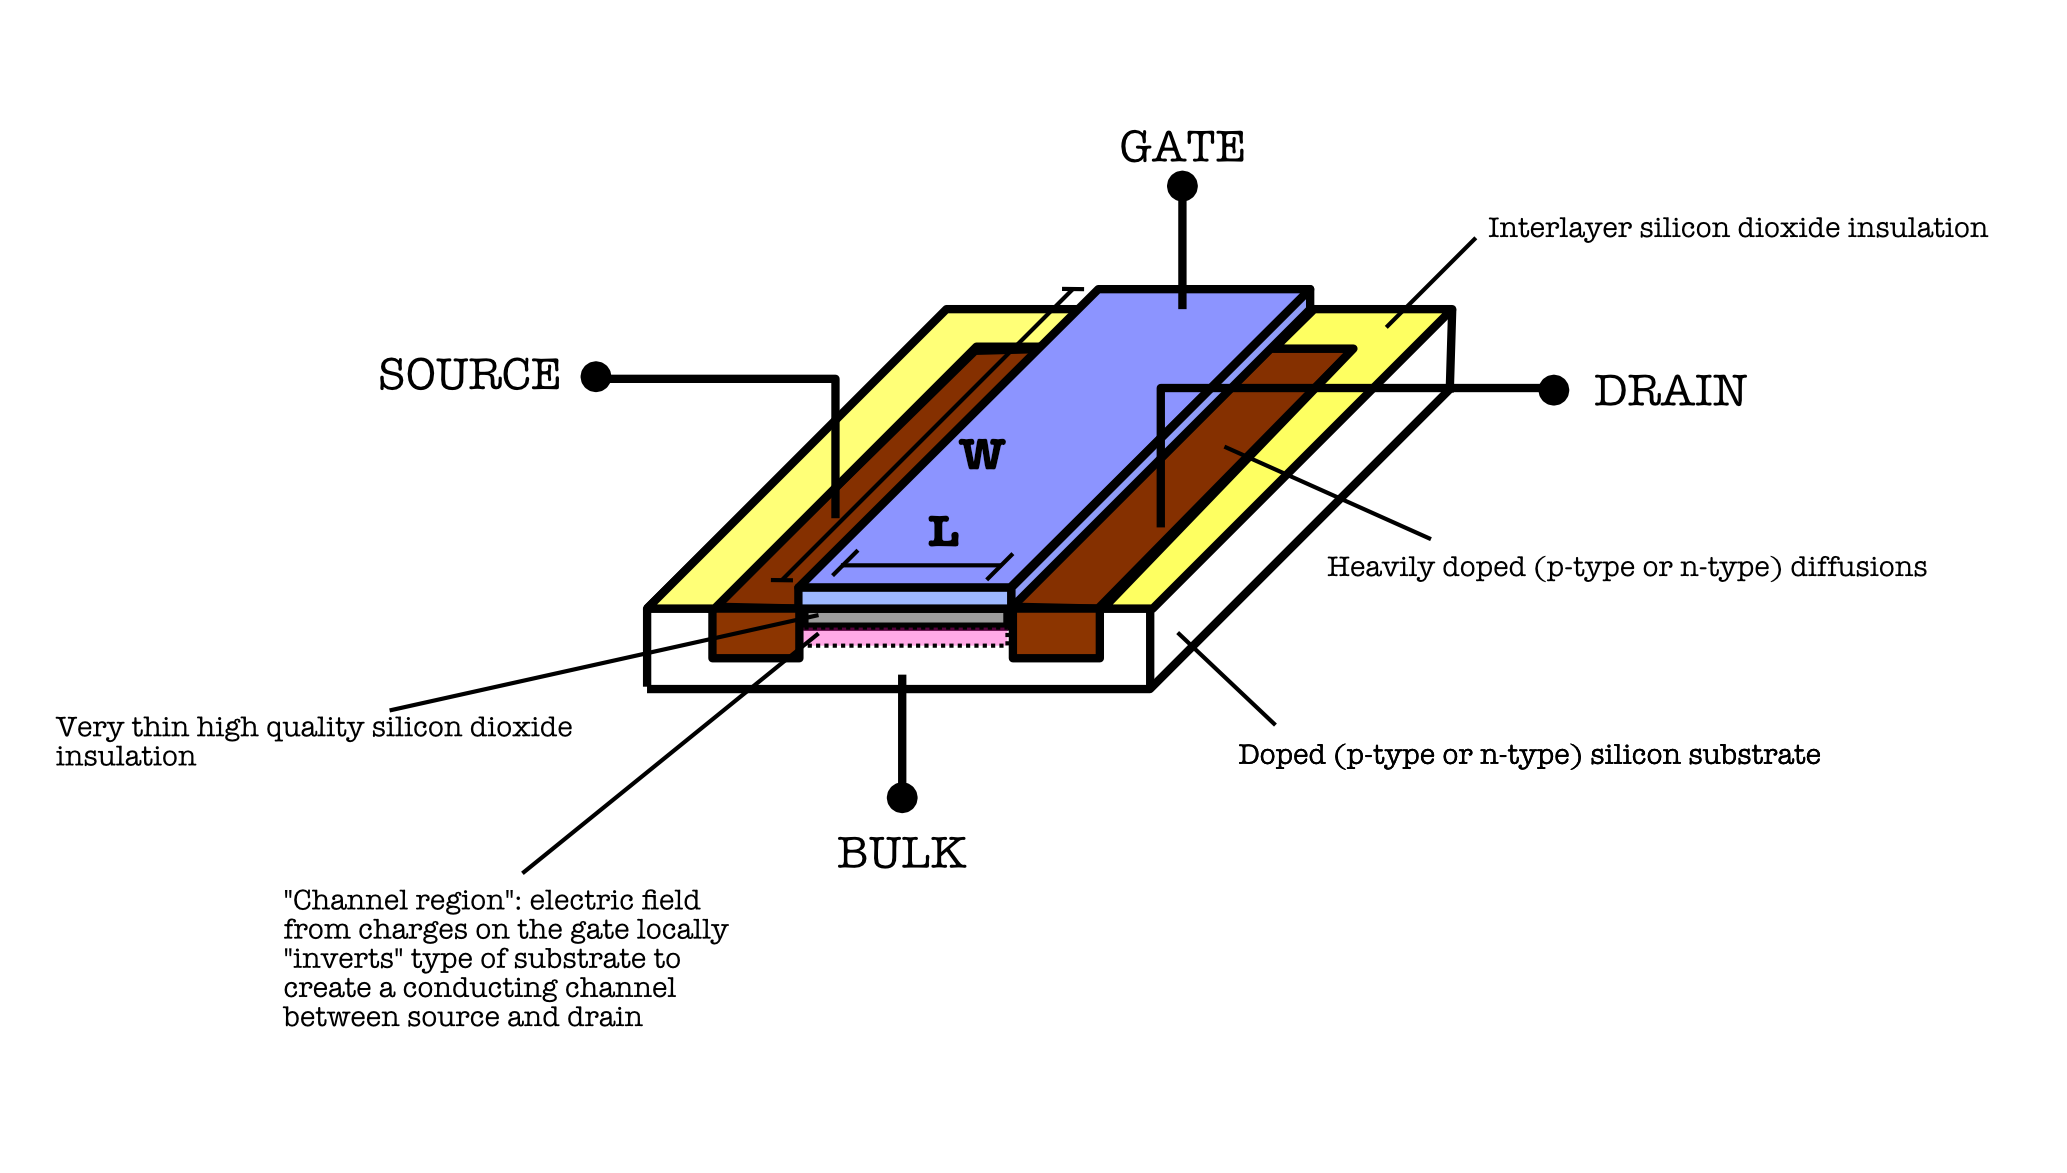 GATE
Interlayer silicon dioxide insulation
SOURCE
DRAIN
W
L
Heavily doped (p-type or n-type) diffusions
Very thin high quality silicon dioxide
insulation
Doped (p-type or n-type) silicon substrate
BULK
"Channel region": electric field
from charges on the gate locally
"inverts" type of substrate to
create a conducting channel
between source and drain